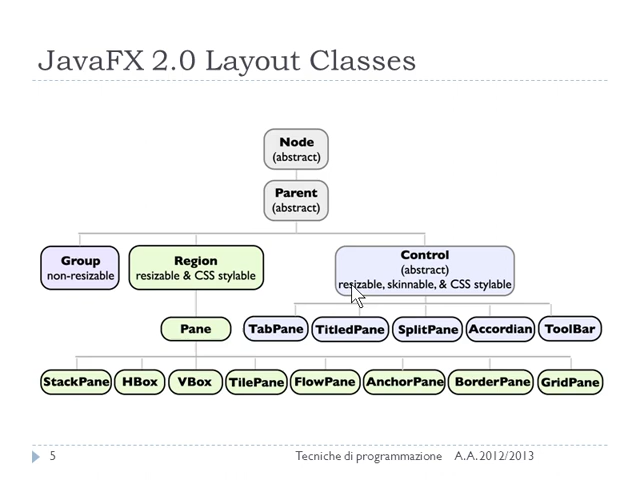 JavaFX 2.0 Layout Classes
Node
(abstract)
Parent
(abstract)
Group
non-resizable
Region
resizable & CSS stylable
Control
(abstract)
resizable, skinnable, & CSS stylable
Pane
TabPane
TitledPane
SplitPane
Accordian
ToolBar
StackPane
HBox
VBox
TilePane
FlowPane
AnchorPane
BorderPane
GridPane
5
Tecniche di programmazione A.A. 2012/2013